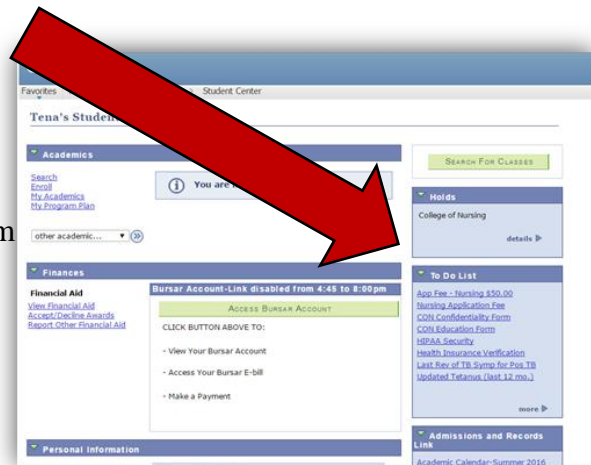 Favorites
Student Center
Tena's Studen
Academics
Search
Enroll
My Academics
My Program Plan
You are
other academic...
m
Finances
Financial Aid
View Financial Aid
Accept/Decline Awards
Report Other Financial Aid
Bursar Account-Link disabled from 4:45 to 8:00pm
ACCESS BURSAR ACCOUNT
CLICK BUTTON ABOVE TO:
- View Your Bursar Account
- Access Your Bursar E-bill
- Make a Payment
Personal Information
SEARCH FOR CLASSES
Holds
College of Nursing
details
To Do List
App Fee - Nursing $50.00
Nursing Application Fee
CON Confidentiality Form
CON Education Form
HIPAA Security
Health Insurance Verification
Last Rev of TB Symp for Pos TB
Updated Tetanus (last 12 mo.)
more
Admissions and Records
Link
Academic Calendar-Summer 2016